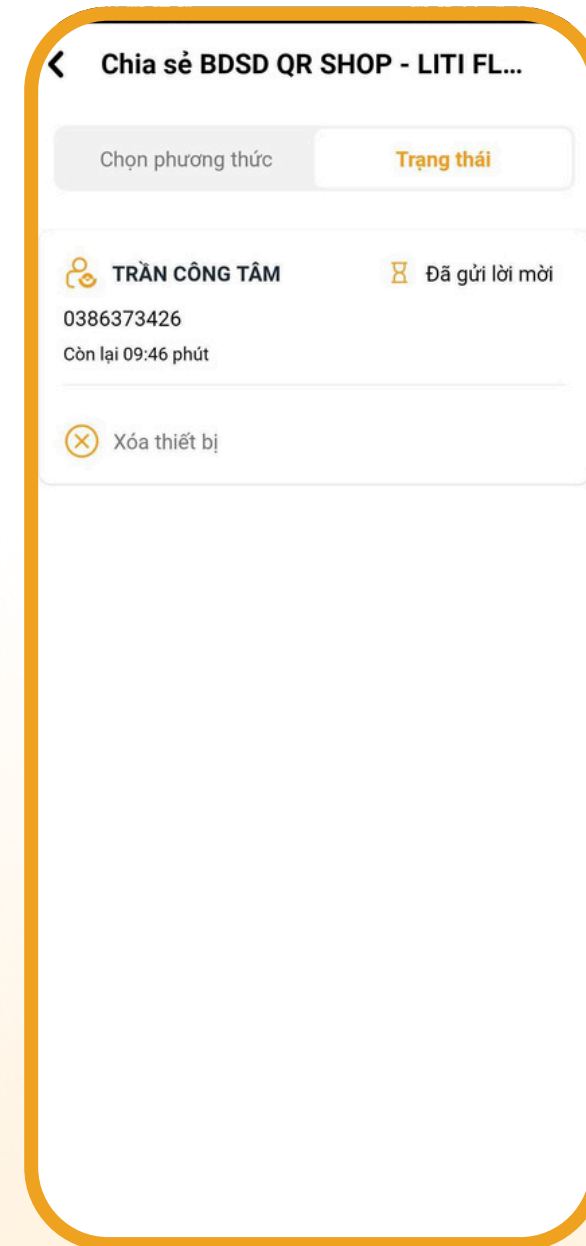 Chia sẻ BDSD QR SHOP - LITI FL...
Chọn phương thức
Trạng thái
TRẦN CÔNG TÂM
Đã gửi lời mời
0386373426
Còn lại 09:46 phút
Xóa thiết bị